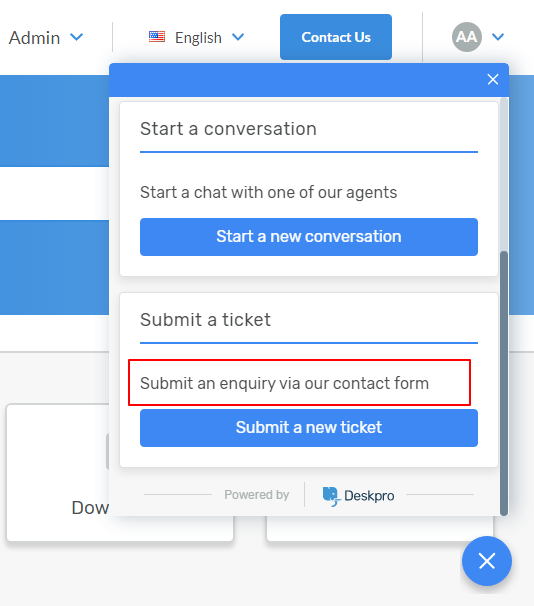 Admin
English
Contact Us
AA
Start a conversation
Start a chat with one of our agents
Start a new conversation
Submit a ticket
Submit an enquiry via our contact form
Submit a new ticket
Powered by
Deskpro
Dow